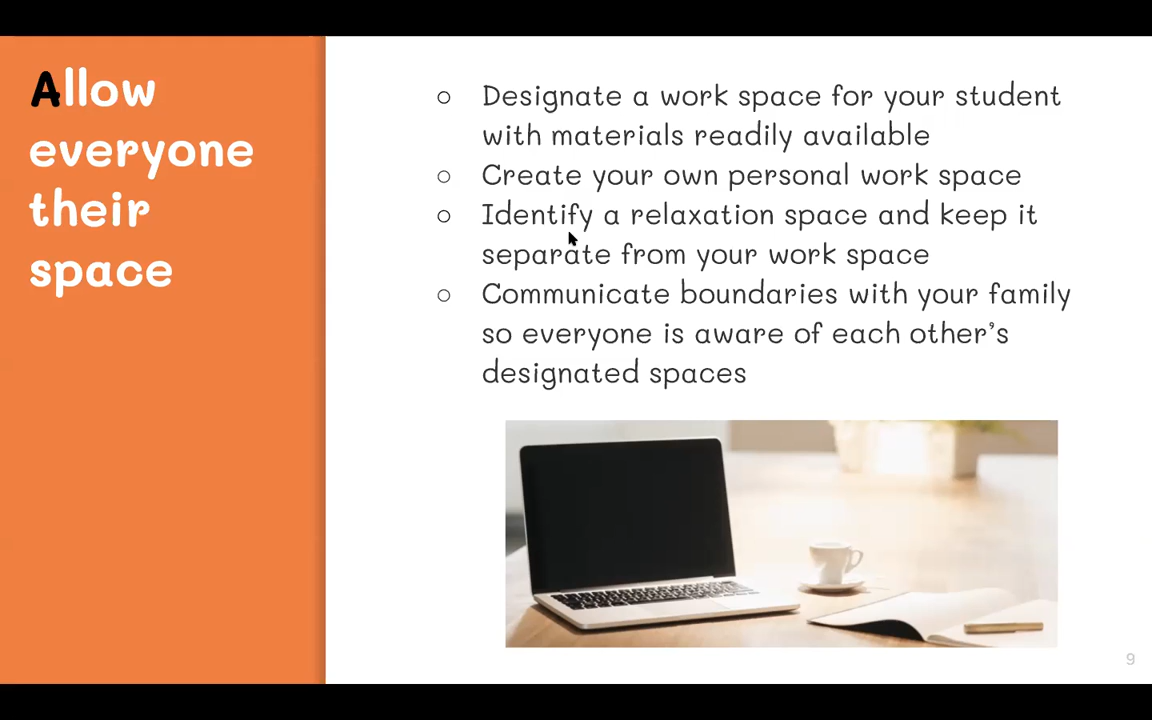 Allow
everyone
their
space
○ Designate a work space for your student
with materials readily available
○ Create your own personal work space
○ Identify a relaxation space and keep it
separate from your work space
○ Communicate boundaries with your family
so everyone is aware of each other’s
designated spaces
9